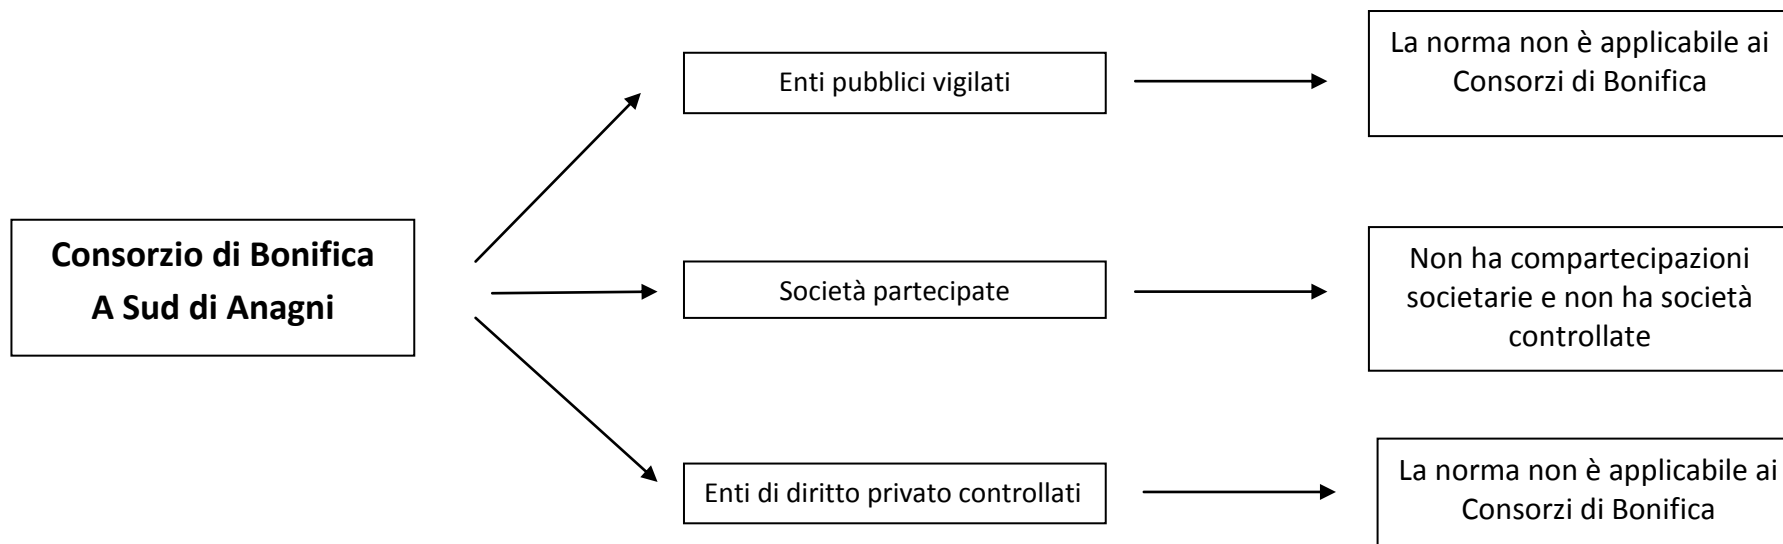 Consorzio di Bonifica
A Sud di Anagni
Enti pubblici vigilati
La norma non è applicabile ai
Consorzi di Bonifica
Società partecipate
Non ha compartecipazioni
societarie e non ha società
controllate
Enti di diritto privato controllati
La norma non è applicabile ai
Consorzi di Bonifica